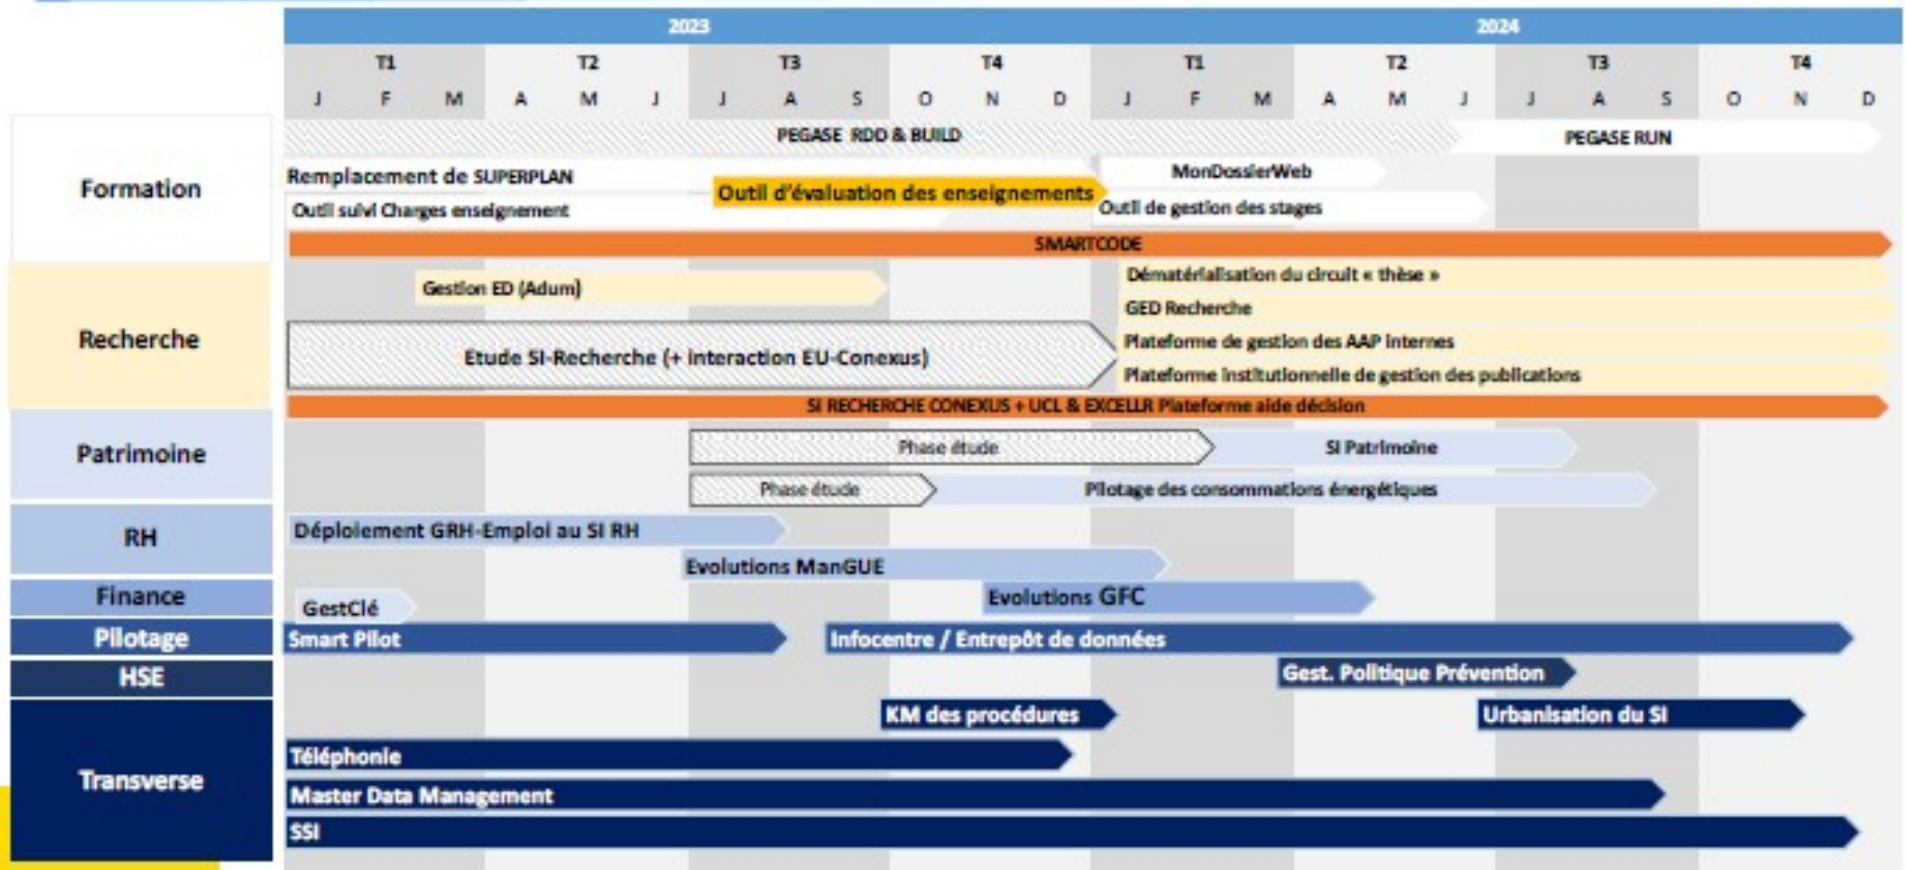 2023 2024
T1 T2 T3 T4 T1 T2 T3 T4
J F M A M J J A S O N D J F M A M J J A S O N D
Formation
PEGASE RDD & BUILD
PEGASE RUN
Remplacement de SUPERPLAN
MonDossierWeb
Outil d'évaluation des enseignements
Outil suivi Charges enseignement
Outil de gestion des stages
SMARTCODE
Recherche
Gestion ED (Adum)
Dématérialisation du circuit « thèse »
GED Recherche
Plateforme de gestion des AAP internes
Etude SI-Recherche (+ interaction EU-Conexus)
Plateforme institutionnelle de gestion des publications
SI RECHERCHE CONEXUS + UCL & EXCELLR Plateforme aide décision
Patrimoine
Phase étude
SI Patrimoine
Phase étude
Pilotage des consommations énergétiques
RH
Déploiement GRH-Emploi au SI RH
Evolutions ManGUE
Finance
Evolutions GFC
GestClé
Pilotage
Smart Pilot
Infocentre / Entrepôt de données
HSE
Gest. Politique Prévention
Transverse
KM des procédures
Urbanisation du SI
Téléphonie
Master Data Management
SSI